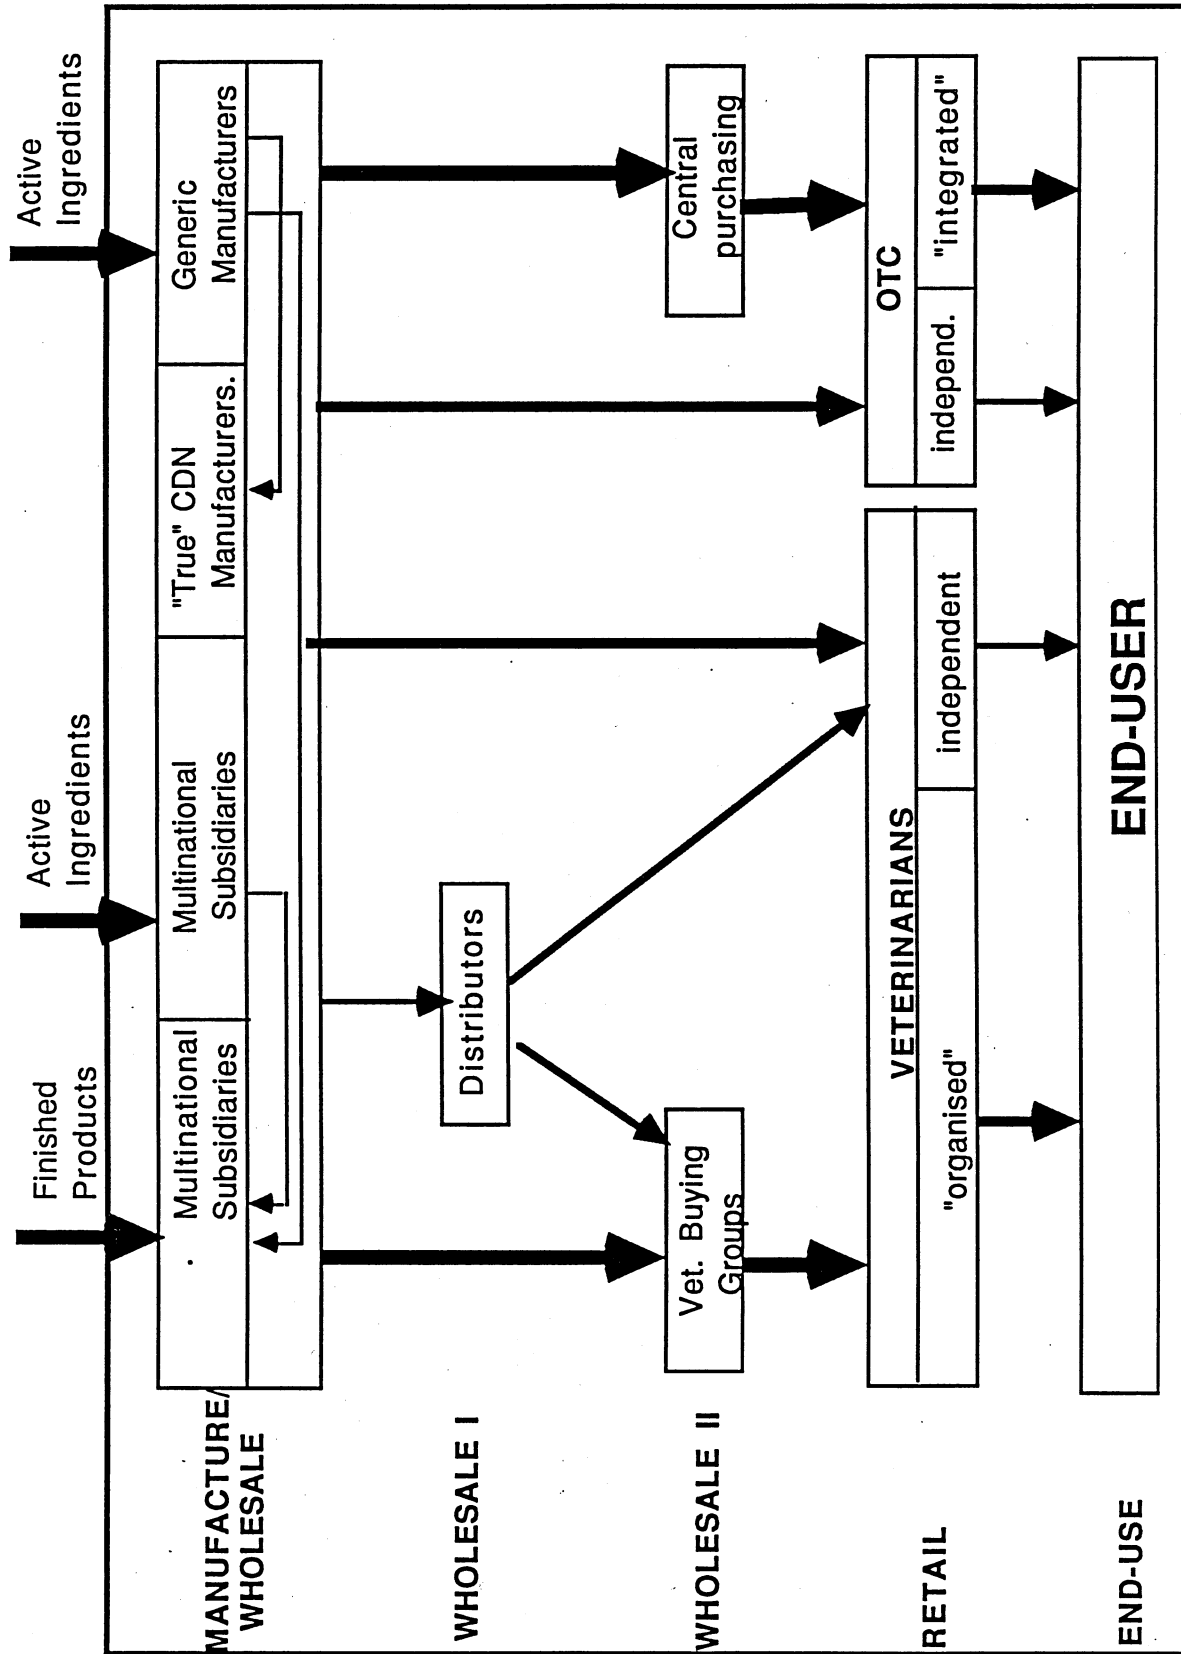 Finished
Products
Active
Ingredients
Active
Ingredients
MANUFACTURE/
WHOLESALE
Multinational
Subsidiaries
Multinational
Subsidiaries
"True" CDN
Manufacturers.
Generic
Manufacturers
WHOLESALE I
Distributors
WHOLESALE II
Vet. Buying
Groups
Central
purchasing
RETAIL
VETERINARIANS
"organised"
independent
OTC
independ.
"integrated"
END-USE
END-USER